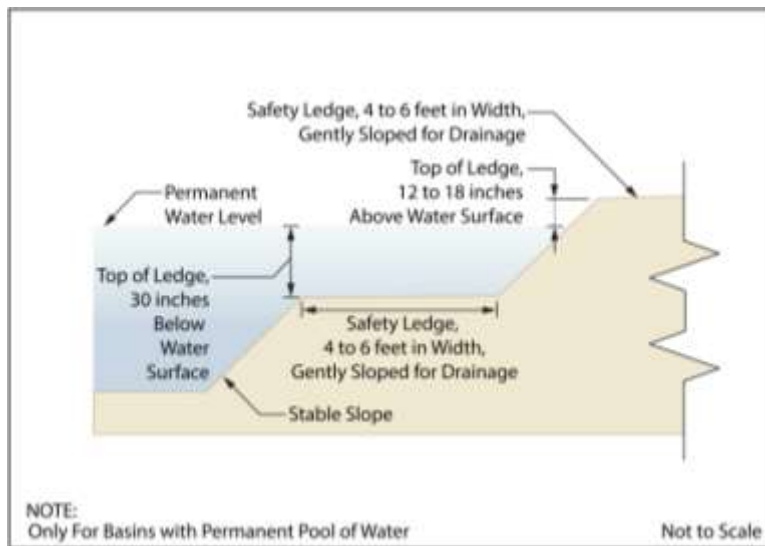 Safety Ledge, 4 to 6 feet in Width,
Gently Sloped for Drainage
Top of Ledge,
12 to 18 inches
Above Water Surface
Permanent
Water Level
Top of Ledge,
30 inches
Below
Water
Surface
Safety Ledge,
4 to 6 feet in Width,
Gently Sloped for Drainage
Stable Slope
NOTE:
Only For Basins with Permanent Pool of Water
Not to Scale